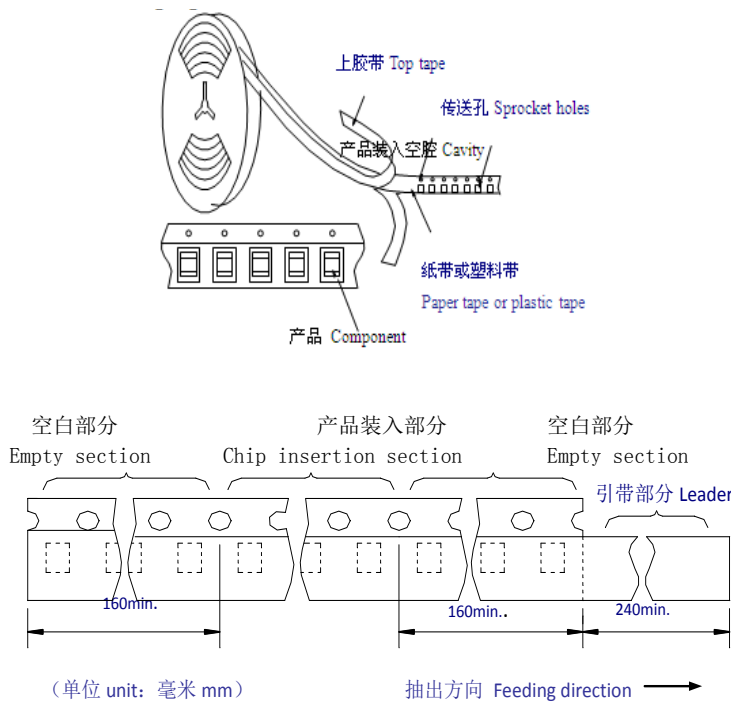 上胶带 Top tape
传送孔 Sprocket holes
产品装入空腔 Cavity
纸带或塑料带
Paper tape or plastic tape
产品 Component
空白部分 产品装入部分 空白部分
Empty section Chip insertion section Empty section
引带部分 Leader
160min. 160min.. 240min.
（单位 unit：毫米 mm） 抽出方向 Feeding direction